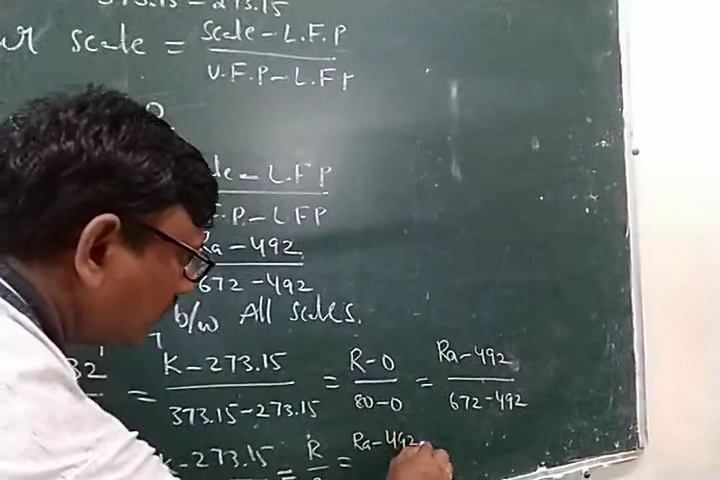 373.15-273.15
scale = Scale - L.F.P
U.F.P - L.F.P
- L.F.P
P - LFP
Ra - 492
672 - 492
b/w All scales.
32 = K - 273.15 = R - 0 = Ra - 492
373.15 - 273.15 80 - 0 672 - 492
K - 273.15 = R = Ra - 492